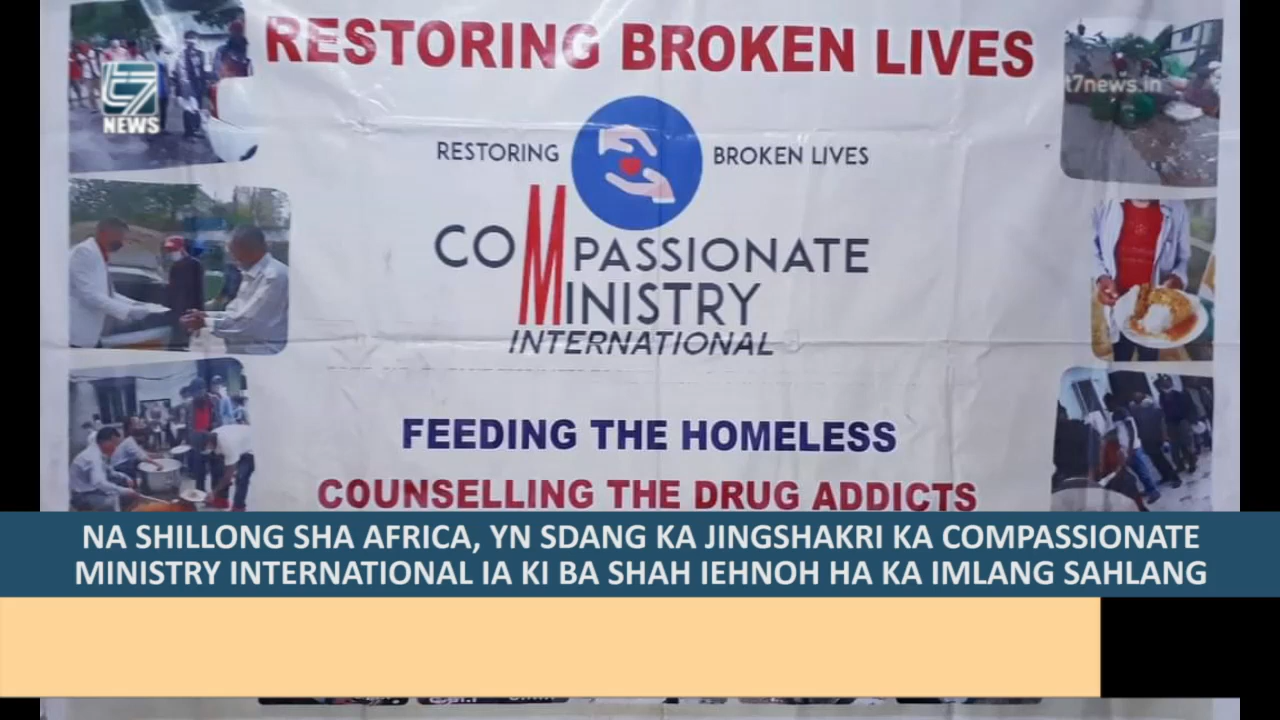 RESTORING BROKEN LIVES
t7
NEWS
t7news.in
RESTORING BROKEN LIVES
COMPASSIONATE
MINISTRY
INTERNATIONAL
FEEDING THE HOMELESS
COUNSELLING THE DRUG ADDICTS
NA SHILLONG SHA AFRICA, YN SDANG KA JINGSHAKRI KA COMPASSIONATE
MINISTRY INTERNATIONAL IA KI BA SHAH IEHNOH HA KA IMLANG SAHLANG